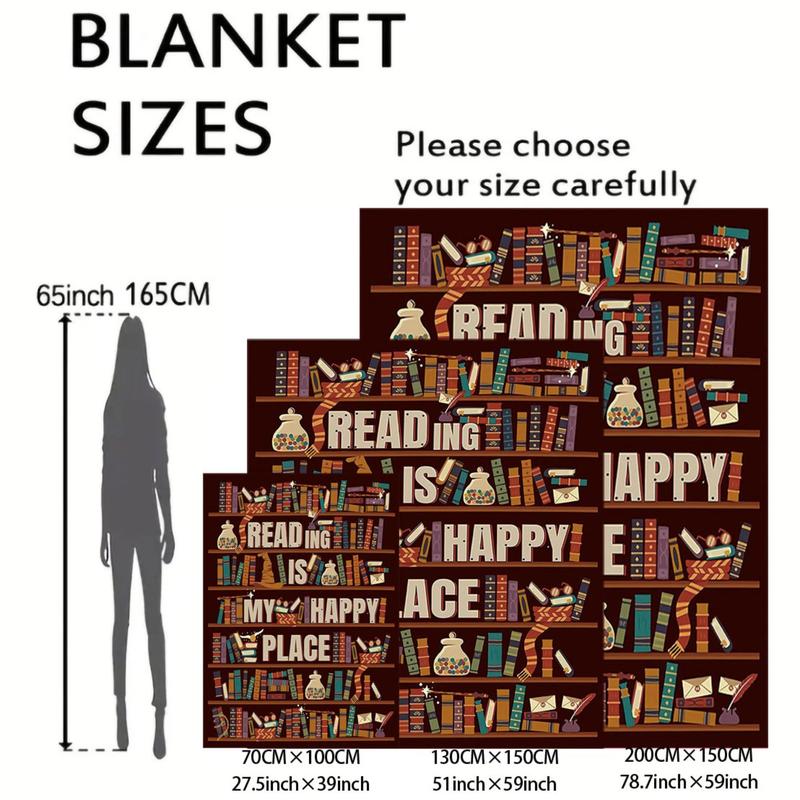 BLANKET
SIZES
Please choose
your size carefully
65inch 165CM
READING
HAPPY
E
READING
IS
HAPPY
ACE
READING
IS
MY HAPPY
PLACE
70CM×100CM
27.5inch×39inch
130CM×150CM
51inch×59inch
200CM×150CM
78.7inch×59inch